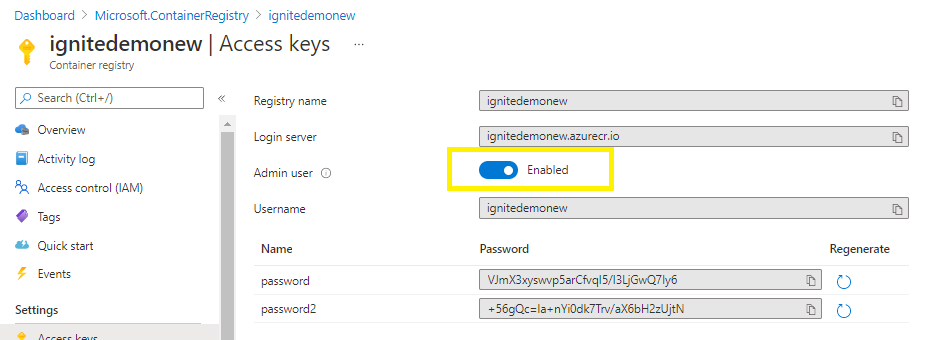 Dashboard > Microsoft.ContainerRegistry > ignitedemonew
ignitedemonew | Access keys ...
Container registry
Search (Ctrl+/) «
Overview
Activity log
Access control (IAM)
Tags
Quick start
Events
Settings
Access keys
Registry name ignitedemonew
Login server ignitedemonew.azurecr.io
Admin user Enabled
Username ignitedemonew
Name Password Regenerate
password VJmX3xyswvp5arCfvqI5/I3LjGwQ7Iy6
password2 +56gQc=Ia+nYi0dk7Trv/aX6bH2zUjtN